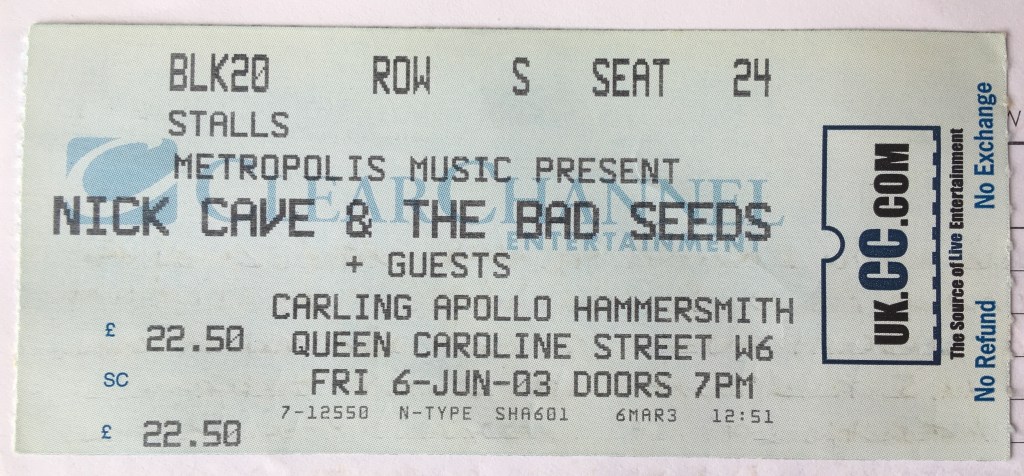 BLK20 ROW S SEAT 24
STALLS
METROPOLIS MUSIC PRESENT
CLEARCHANNEL
NICK CAVE & THE BAD SEEDS
ENTERTAINMENT
+ GUESTS
CARLING APOLLO HAMMERSMITH
£ 22.50 QUEEN CAROLINE STREET W6
SC FRI 6-JUN-03 DOORS 7PM
7-12550 N-TYPE SHA601 6MAR3 12:51
£ 22.50
UK.CC.COM
The Source of Live Entertainment
No Refund No Exchange